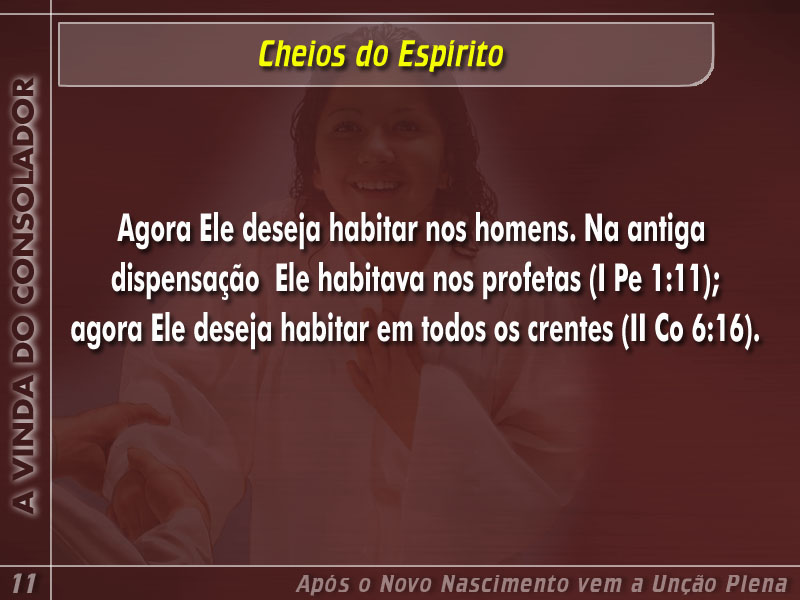 Cheios do Espírito
A VINDA DO CONSOLADOR
Agora Ele deseja habitar nos homens. Na antiga
dispensação Ele habitava nos profetas (I Pe 1:11);
agora Ele deseja habitar em todos os crentes (II Co 6:16).
11
Após o Novo Nascimento vem a Unção Plena